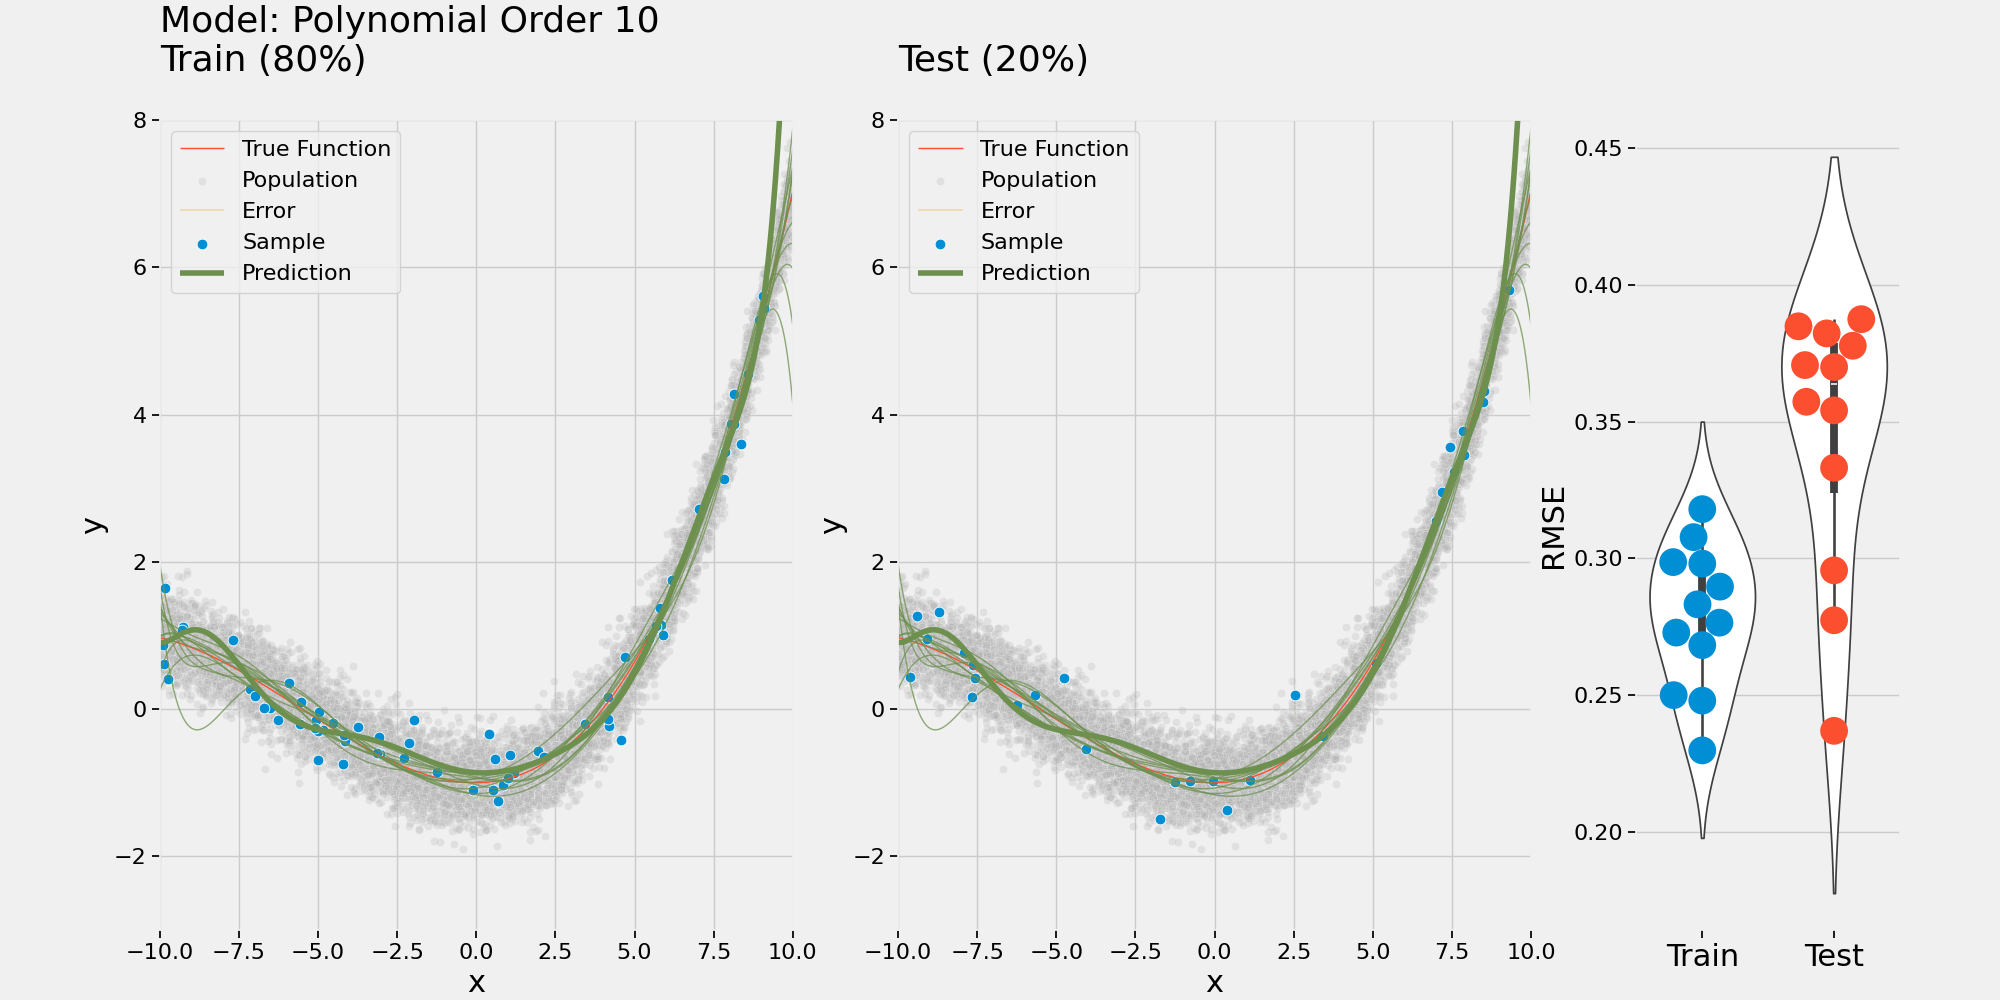 Model: Polynomial Order 10
Train (80%)
Test (20%)
8
6
4
2
0
−2
y
True Function
Population
Error
Sample
Prediction
−10.0 −7.5 −5.0 −2.5 0.0 2.5 5.0 7.5 10.0
x
8
6
4
2
0
−2
y
True Function
Population
Error
Sample
Prediction
−10.0 −7.5 −5.0 −2.5 0.0 2.5 5.0 7.5 10.0
x
0.45
0.40
0.35
0.30
0.25
0.20
RMSE
Train Test